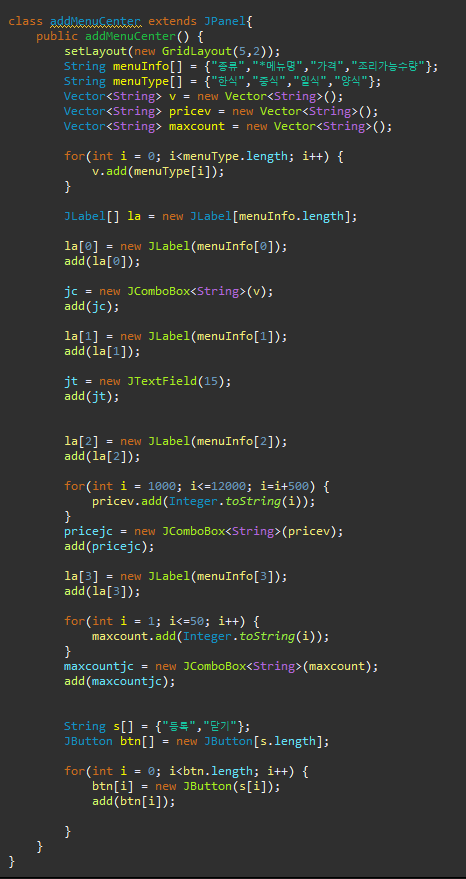 class addMenuCenter extends JPanel{
public addMenuCenter() {
setLayout(new GridLayout(5,2));
String menuInfo[] = {"종류","*메뉴명","가격","조리가능수량"};
String menuType[] = {"한식","중식","일식","양식"};
Vector<String> v = new Vector<String>();
Vector<String> pricev = new Vector<String>();
Vector<String> maxcount = new Vector<String>();
for(int i = 0; i<menuType.length; i++) {
v.add(menuType[i]);
}
JLabel[] la = new JLabel[menuInfo.length];
la[0] = new JLabel(menuInfo[0]);
add(la[0]);
jc = new JComboBox<String>(v);
add(jc);
la[1] = new JLabel(menuInfo[1]);
add(la[1]);
jt = new JTextField(15);
add(jt);
la[2] = new JLabel(menuInfo[2]);
add(la[2]);
for(int i = 1000; i<=12000; i=i+500) {
pricev.add(Integer.toString(i));
}
pricejc = new JComboBox<String>(pricev);
add(pricejc);
la[3] = new JLabel(menuInfo[3]);
add(la[3]);
for(int i = 1; i<=50; i++) {
maxcount.add(Integer.toString(i));
}
maxcountjc = new JComboBox<String>(maxcount);
add(maxcountjc);
String s[] = {"등록","닫기"};
JButton btn[] = new JButton[s.length];
for(int i = 0; i<btn.length; i++) {
btn[i] = new JButton(s[i]);
add(btn[i]);
}
}
}